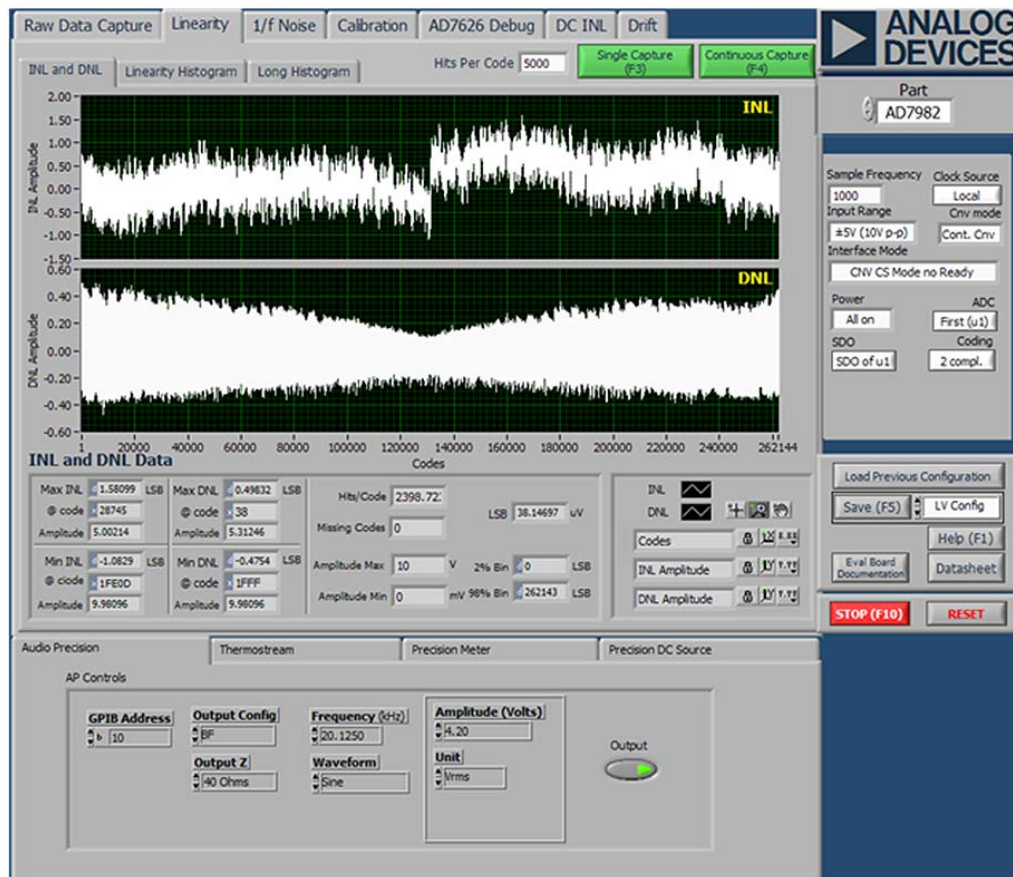 Raw Data Capture Linearity 1/f Noise Calibration AD7626 Debug DC INL Drift
ANALOG
DEVICES
INL and DNL Linearity Histogram Long Histogram
Hits Per Code 5000
Single Capture
(F3)
Continuous Capture
(F4)
Part
AD7982
INL
INL Amplitude
2.00
1.50
1.00
0.50
0.00
-0.50
-1.00
-1.50
DNL
DNL Amplitude
0.60
0.40
0.20
0.00
-0.20
-0.40
-0.60
1 20000 40000 60000 80000 100000 120000 140000 160000 180000 200000 220000 240000 262144
Codes
Sample Frequency Clock Source
1000 Local
Input Range Cnv mode
±5V (10V p-p) Cont. Cnv
Interface Mode
CNV CS Mode no Ready
Power ADC
All on First (u1)
SDO Coding
SDO of u1 2 compl.
INL and DNL Data
Max INL 1.58099 LSB Max DNL 0.49832 LSB
@ code x 28745 @ code x 38
Amplitude 5.00214 Amplitude 5.31246
Min INL -1.0829 LSB Min DNL -0.4754 LSB
@ code x 1FE0D @ code x 1FFF
Amplitude 9.98096 Amplitude 9.98096
Hits/Code 2398.72
LSB 38.14697 uV
Missing Codes 0
Amplitude Max 10 V 2% Bin 0 LSB
Amplitude Min 0 mV 98% Bin 262143 LSB
INL
DNL
Codes
INL Amplitude
DNL Amplitude
Load Previous Configuration
Save (F5) LV Config
Help (F1)
Eval Board
Documentation
Datasheet
STOP (F10) RESET
Audio Precision Thermostream Precision Meter Precision DC Source
AP Controls
GPIB Address Output Config Frequency (kHz) Amplitude (Volts)
b 10 BF 20.1250 4.20
Output Z Waveform Unit
40 Ohms Sine Vrms
Output